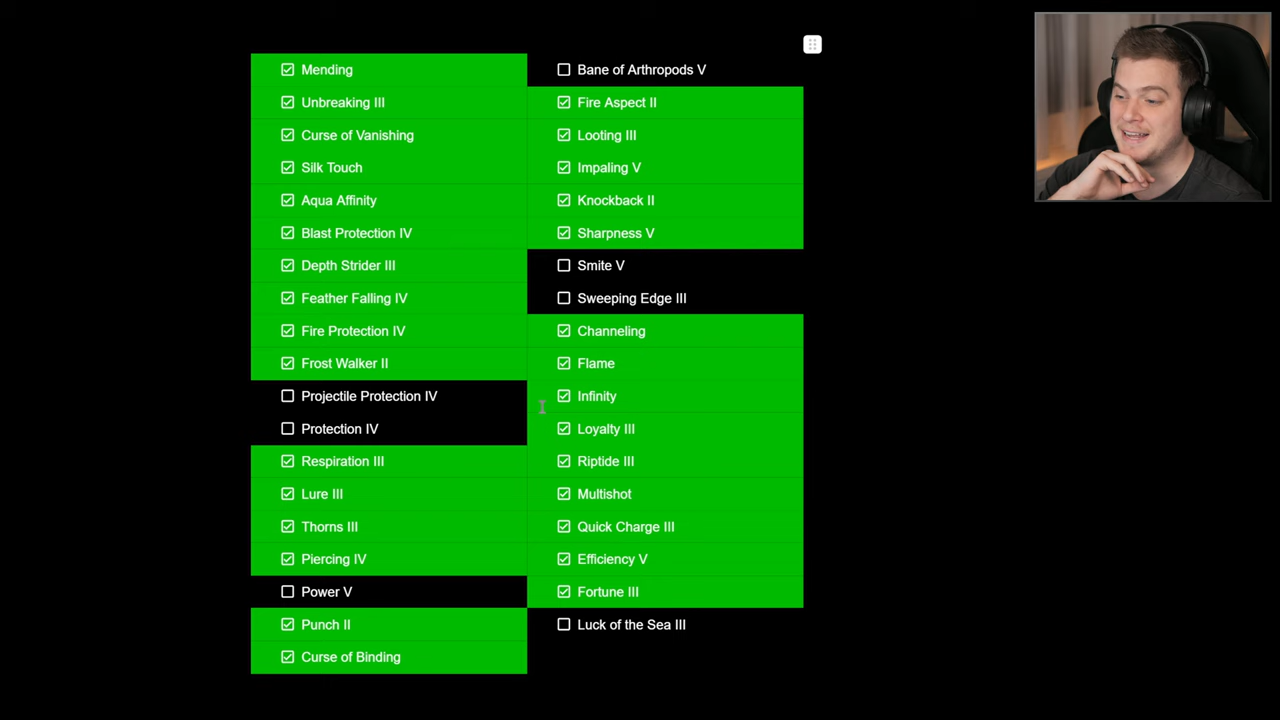 Mending
Unbreaking III
Curse of Vanishing
Silk Touch
Aqua Affinity
Blast Protection IV
Depth Strider III
Feather Falling IV
Fire Protection IV
Frost Walker II
Projectile Protection IV
Protection IV
Respiration III
Lure III
Thorns III
Piercing IV
Power V
Punch II
Curse of Binding
Bane of Arthropods V
Fire Aspect II
Looting III
Impaling V
Knockback II
Sharpness V
Smite V
Sweeping Edge III
Channeling
Flame
Infinity
Loyalty III
Riptide III
Multishot
Quick Charge III
Efficiency V
Fortune III
Luck of the Sea III